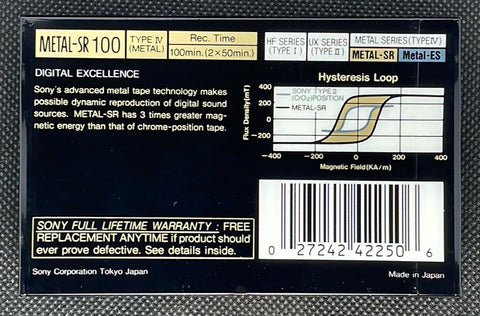 METAL-SR 100
TYPE IV
(METAL)
Rec. Time
100min. (2×50min.)
HF SERIES
(TYPE I)
UX SERIES
(TYPE II)
METAL SERIES (TYPE IV)
METAL-SR
Metal-ES
DIGITAL EXCELLENCE
Sony's advanced metal tape technology makes
possible dynamic reproduction of digital sound
sources. METAL-SR has 3 times greater mag-
netic energy than that of chrome-position tape.
Hysteresis Loop
Flux Density(mT)
400
200
0
−200
SONY TYPE II
(CrO₂)POSITION
METAL-SR
−400
−200
0
200
400
Magnetic Field(KA/m)
SONY FULL LIFETIME WARRANTY : FREE
REPLACEMENT ANYTIME if product should
ever prove defective. See details inside.
Sony Corporation Tokyo Japan
0 27242 42250 6
Made in Japan